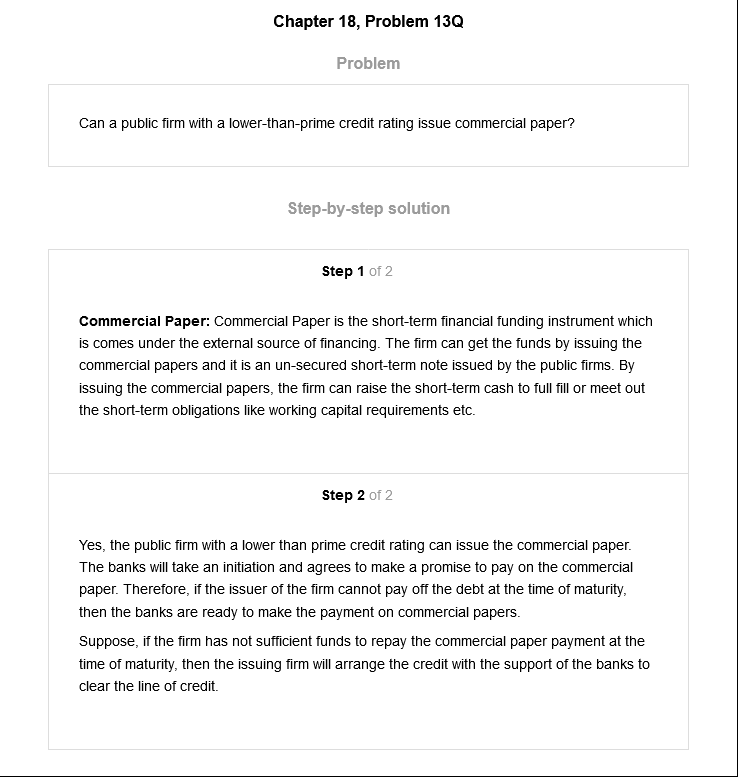 Chapter 18, Problem 13Q
Problem
Can a public firm with a lower-than-prime credit rating issue commercial paper?
Step-by-step solution
Step 1 of 2
Commercial Paper: Commercial Paper is the short-term financial funding instrument which
is comes under the external source of financing. The firm can get the funds by issuing the
commercial papers and it is an un-secured short-term note issued by the public firms. By
issuing the commercial papers, the firm can raise the short-term cash to full fill or meet out
the short-term obligations like working capital requirements etc.
Step 2 of 2
Yes, the public firm with a lower than prime credit rating can issue the commercial paper.
The banks will take an initiation and agrees to make a promise to pay on the commercial
paper. Therefore, if the issuer of the firm cannot pay off the debt at the time of maturity,
then the banks are ready to make the payment on commercial papers.
Suppose, if the firm has not sufficient funds to repay the commercial paper payment at the
time of maturity, then the issuing firm will arrange the credit with the support of the banks to
clear the line of credit.